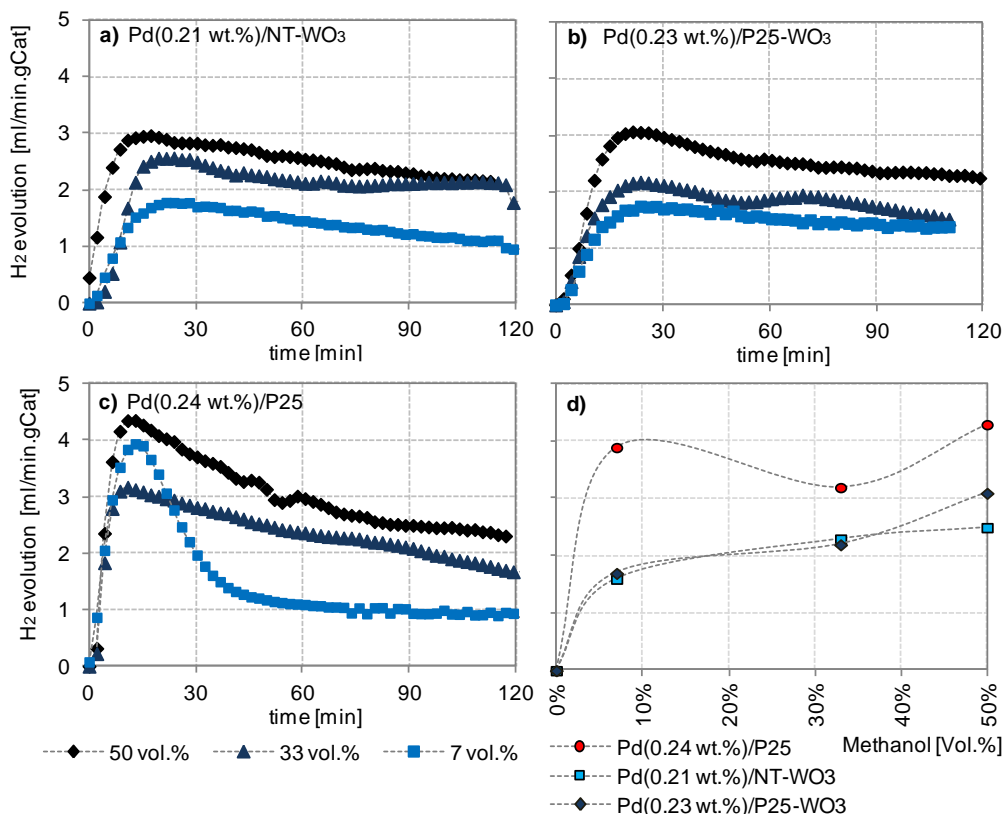 a) Pd(0.21 wt.%)/NT-WO3
H2 evolution [ml/min.gCat]
5
4
3
2
1
0
0 30 60 90 120
time [min]
b) Pd(0.23 wt.%)/P25-WO3
0 30 60 90 120
time [min]
c) Pd(0.24 wt.%)/P25
H2 evolution [ml/min.gCat]
5
4
3
2
1
0
0 30 60 90 120
time [min]
50 vol.% 33 vol.% 7 vol.%
d)
0% 10% 20% 30% 40% 50%
Methanol [Vol.%]
Pd(0.24 wt.%)/P25
Pd(0.21 wt.%)/NT-WO3
Pd(0.23 wt.%)/P25-WO3